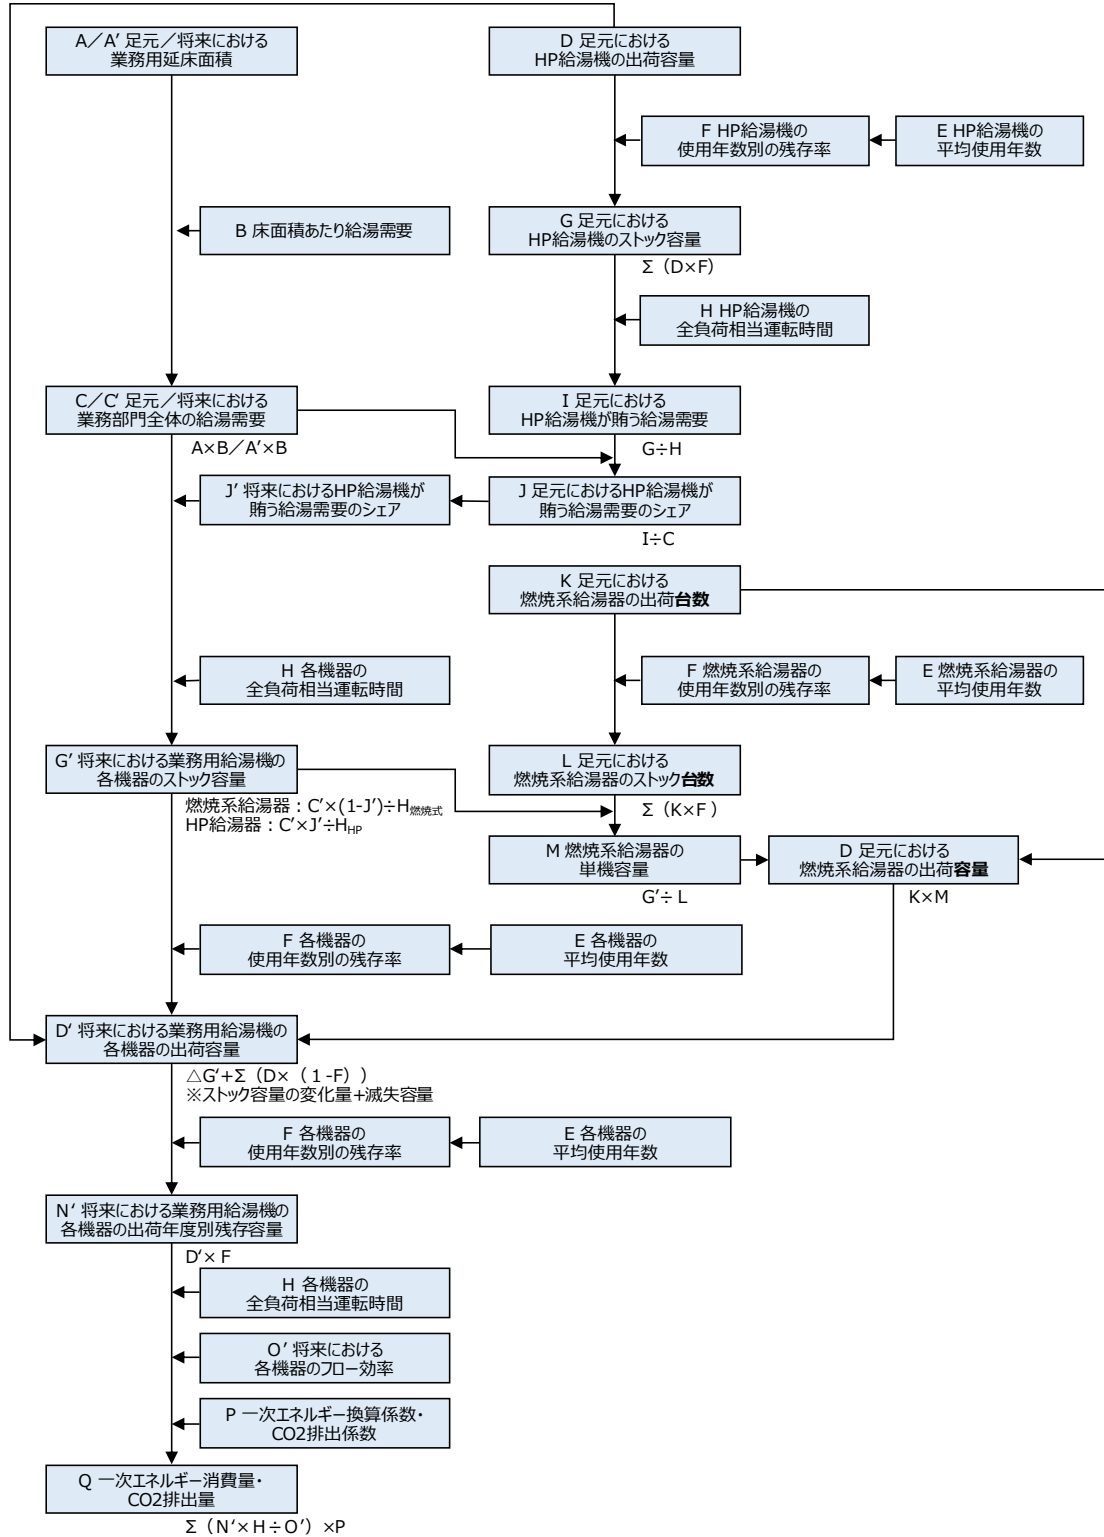 A／A’ 足元／将来における
業務用延床面積
D 足元における
HP給湯機の出荷容量
F HP給湯機の
使用年数別の残存率
E HP給湯機の
平均使用年数
B 床面積あたり給湯需要
G 足元における
HP給湯機のストック容量
Σ（D×F）
H HP給湯機の
全負荷相当運転時間
C／C‘ 足元／将来における
業務部門全体の給湯需要
A×B／A’×B
I 足元における
HP給湯機が賄う給湯需要
G÷H
J’ 将来におけるHP給湯機が
賄う給湯需要のシェア
J 足元におけるHP給湯機が
賄う給湯需要のシェア
I÷C
K 足元における
燃焼系給湯器の出荷台数
H 各機器の
全負荷相当運転時間
F 燃焼系給湯器の
使用年数別の残存率
E 燃焼系給湯器の
平均使用年数
G’ 将来における業務用給湯機の
各機器のストック容量
燃焼系給湯器：C’×(1-J’)÷H燃焼式
HP給湯器：C’×J’÷HHP
L 足元における
燃焼系給湯器のストック台数
Σ（K×F）
M 燃焼系給湯器の
単機容量
G’÷L
D 足元における
燃焼系給湯器の出荷容量
K×M
F 各機器の
使用年数別の残存率
E 各機器の
平均使用年数
D‘ 将来における業務用給湯機の
各機器の出荷容量
△G‘+Σ（D×（1-F））
※ストック容量の変化量+滅失容量
F 各機器の
使用年数別の残存率
E 各機器の
平均使用年数
N‘ 将来における業務用給湯機の
各機器の出荷年度別残存容量
D‘×F
H 各機器の
全負荷相当運転時間
O’ 将来における
各機器のフロー効率
P 一次エネルギー換算係数・
CO2排出係数
Q 一次エネルギー消費量・
CO2排出量
Σ（N‘×H÷O’）×P